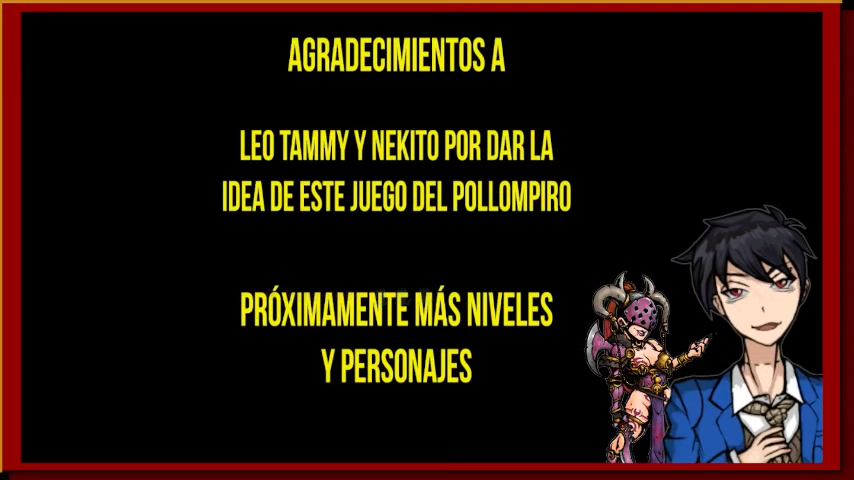 AGRADECIMIENTOS A
LEO TAMMY Y NEKITO POR DAR LA
IDEA DE ESTE JUEGO DEL POLLOMPIRO
PRÓXIMAMENTE MÁS NIVELES
Y PERSONAJES